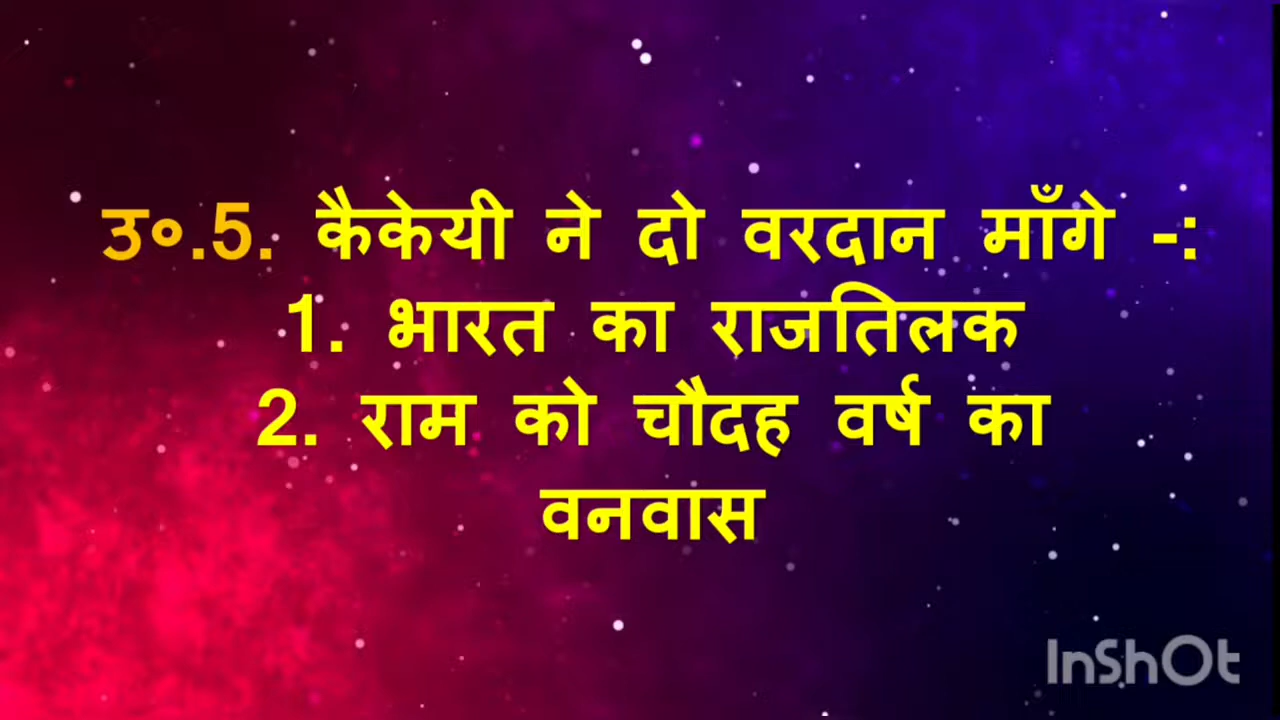 उ०.5. कैकेयी ने दो वरदान माँगे -:
1. भारत का राजतिलक
2. राम को चौदह वर्ष का
वनवास
InShOt